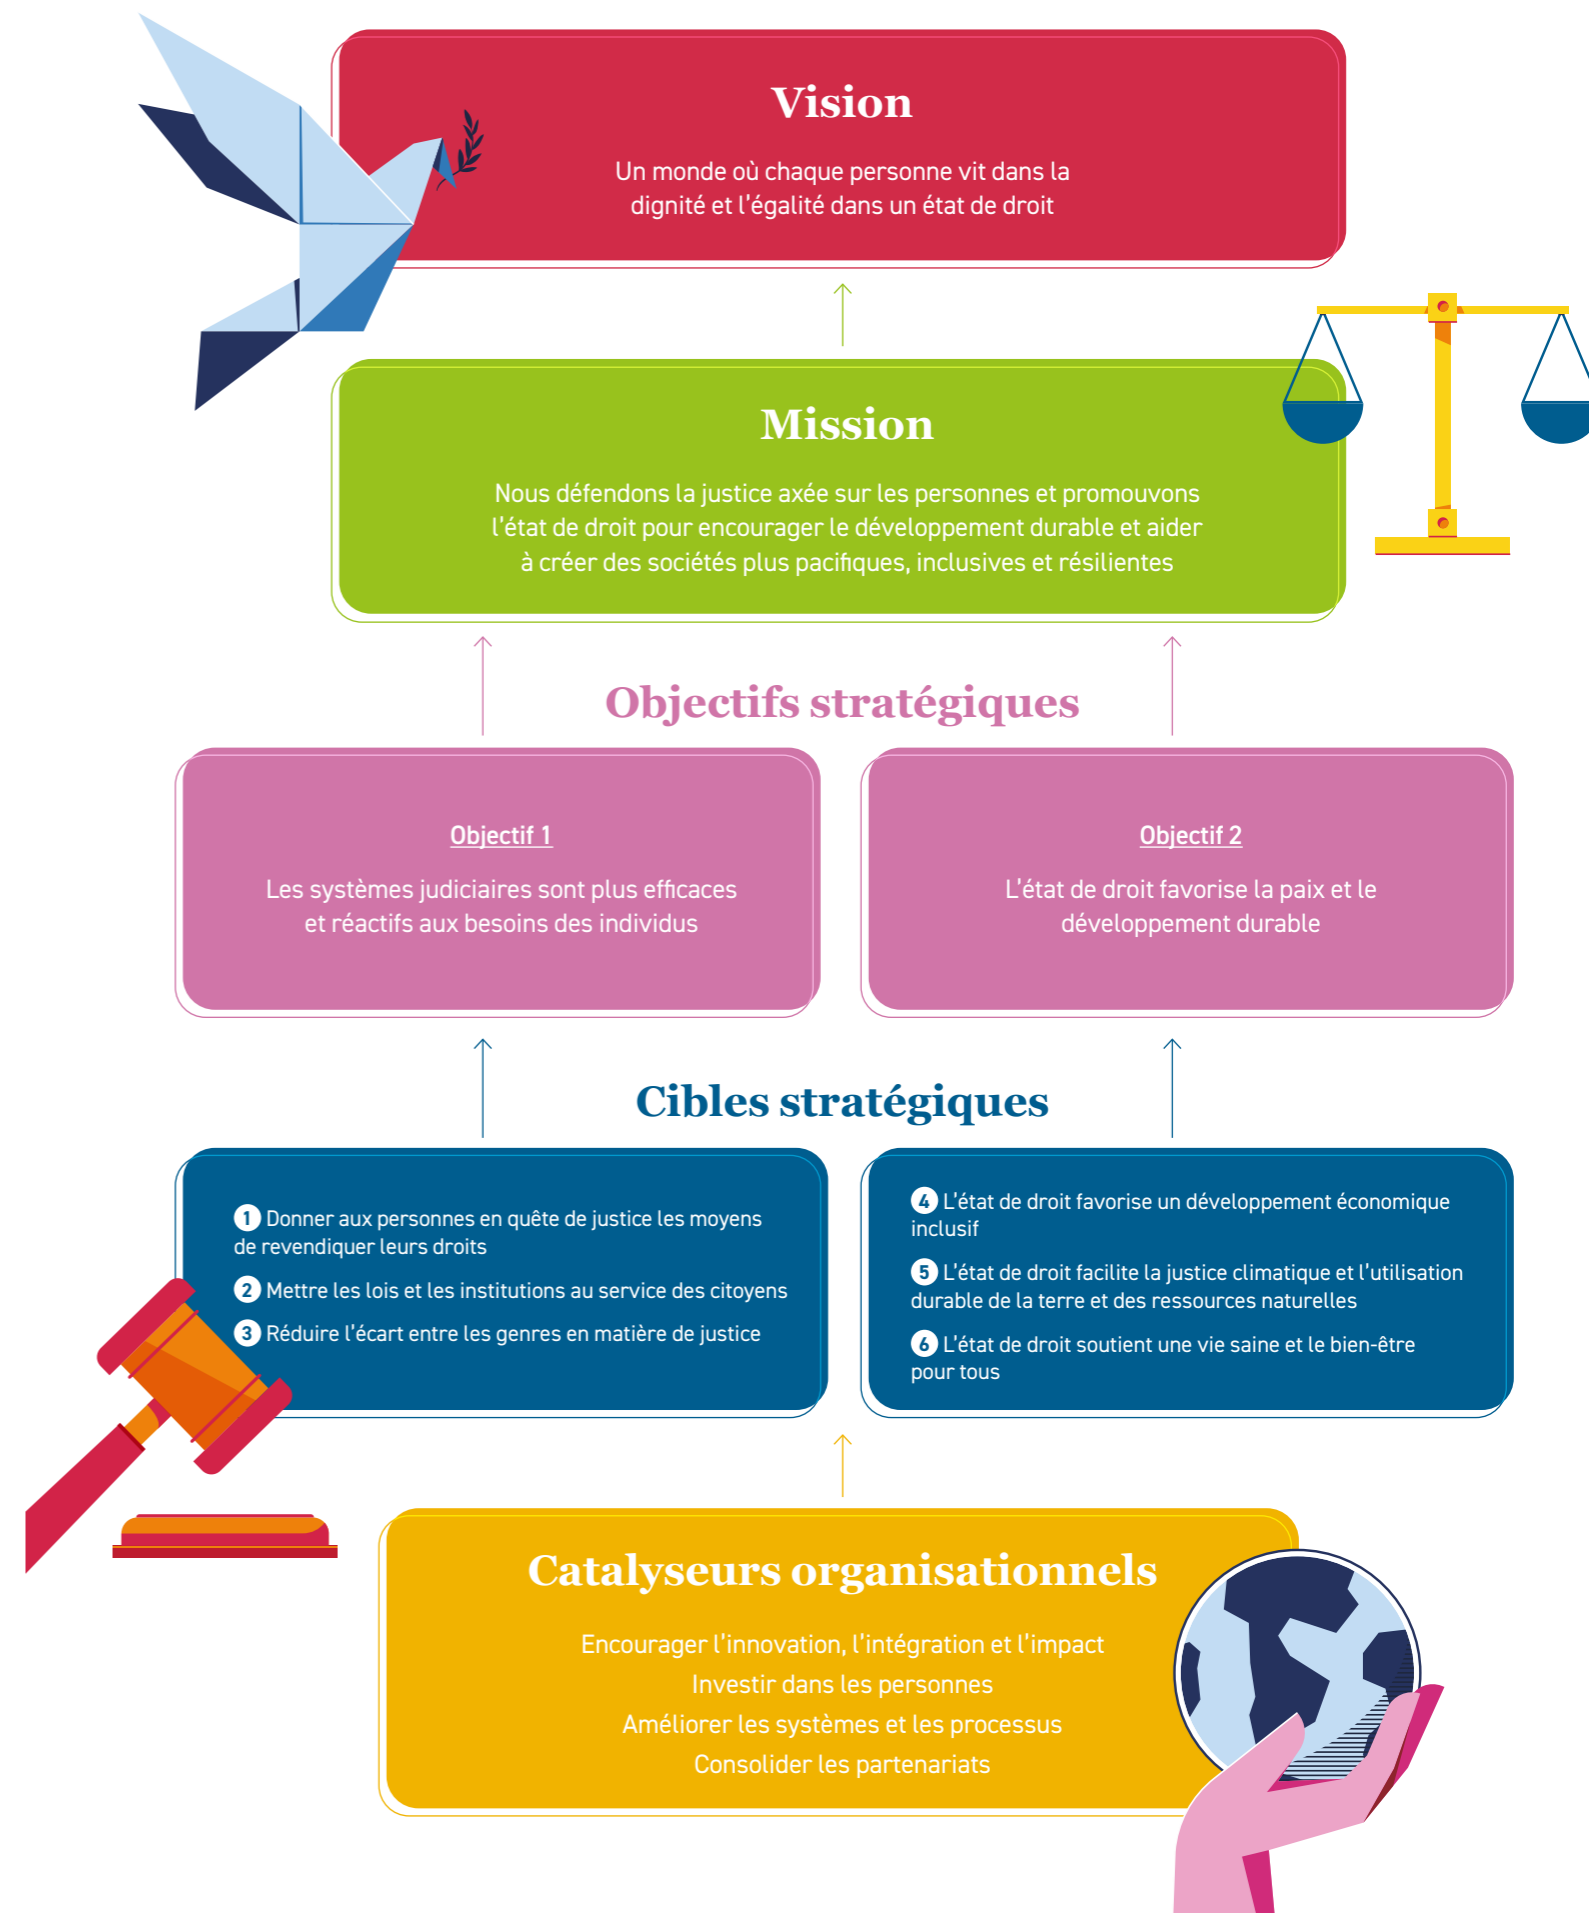 Vision
Un monde où chaque personne vit dans la
dignité et l'égalité dans un état de droit
Mission
Nous défendons la justice axée sur les personnes et promouvons
l'état de droit pour encourager le développement durable et aider
à créer des sociétés plus pacifiques, inclusives et résilientes
Objectifs stratégiques
Objectif 1
Les systèmes judiciaires sont plus efficaces
et réactifs aux besoins des individus
Objectif 2
L'état de droit favorise la paix et le
développement durable
Cibles stratégiques
1 Donner aux personnes en quête de justice les moyens
de revendiquer leurs droits
2 Mettre les lois et les institutions au service des citoyens
3 Réduire l'écart entre les genres en matière de justice
4 L'état de droit favorise un développement économique
inclusif
5 L'état de droit facilite la justice climatique et l'utilisation
durable de la terre et des ressources naturelles
6 L'état de droit soutient une vie saine et le bien-être
pour tous
Catalyseurs organisationnels
Encourager l'innovation, l'intégration et l'impact
Investir dans les personnes
Améliorer les systèmes et les processus
Consolider les partenariats